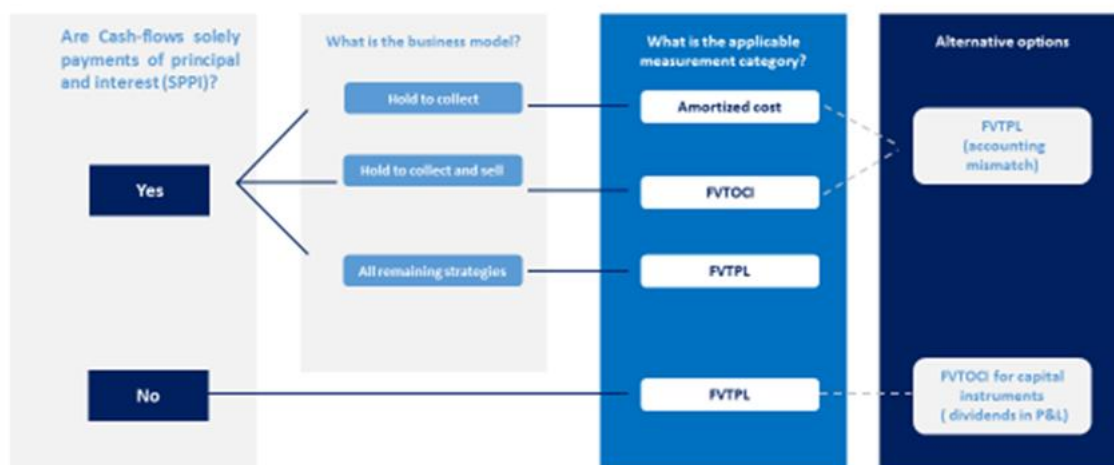 Are Cash-flows solely
payments of principal
and interest (SPPI)?
What is the business model?
What is the applicable
measurement category?
Alternative options
Hold to collect
Amortized cost
FVTPL
(accounting
mismatch)
Yes
Hold to collect and sell
FVTOCI
All remaining strategies
FVTPL
No
FVTPL
FVTOCI for capital
instruments
( dividends in P&L)